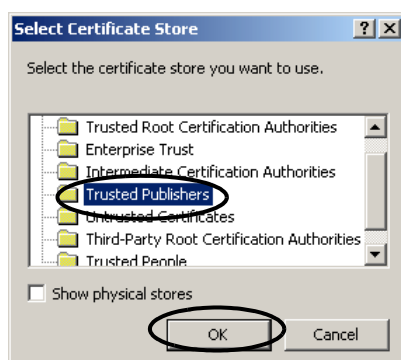 Select Certificate Store
Select the certificate store you want to use.
Trusted Root Certification Authorities
Enterprise Trust
Intermediate Certification Authorities
Trusted Publishers
Untrusted Certificates
Third-Party Root Certification Authorities
Trusted People
Show physical stores
OK Cancel